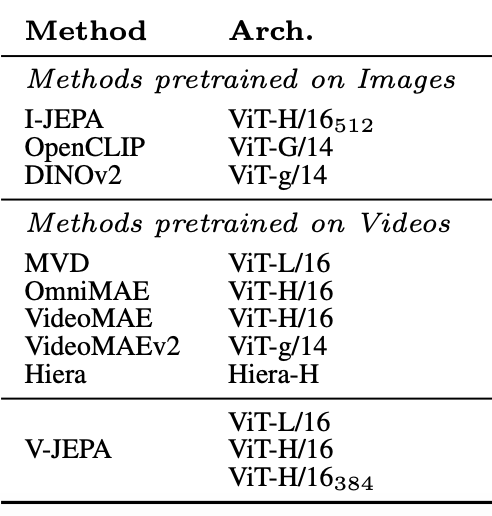 Method Arch.
Methods pretrained on Images
I-JEPA ViT-H/16₅₁₂
OpenCLIP ViT-G/14
DINOv2 ViT-g/14
Methods pretrained on Videos
MVD ViT-L/16
OmniMAE ViT-H/16
VideoMAE ViT-H/16
VideoMAEv2 ViT-g/14
Hiera Hiera-H
ViT-L/16
V-JEPA ViT-H/16
ViT-H/16₃₈₄